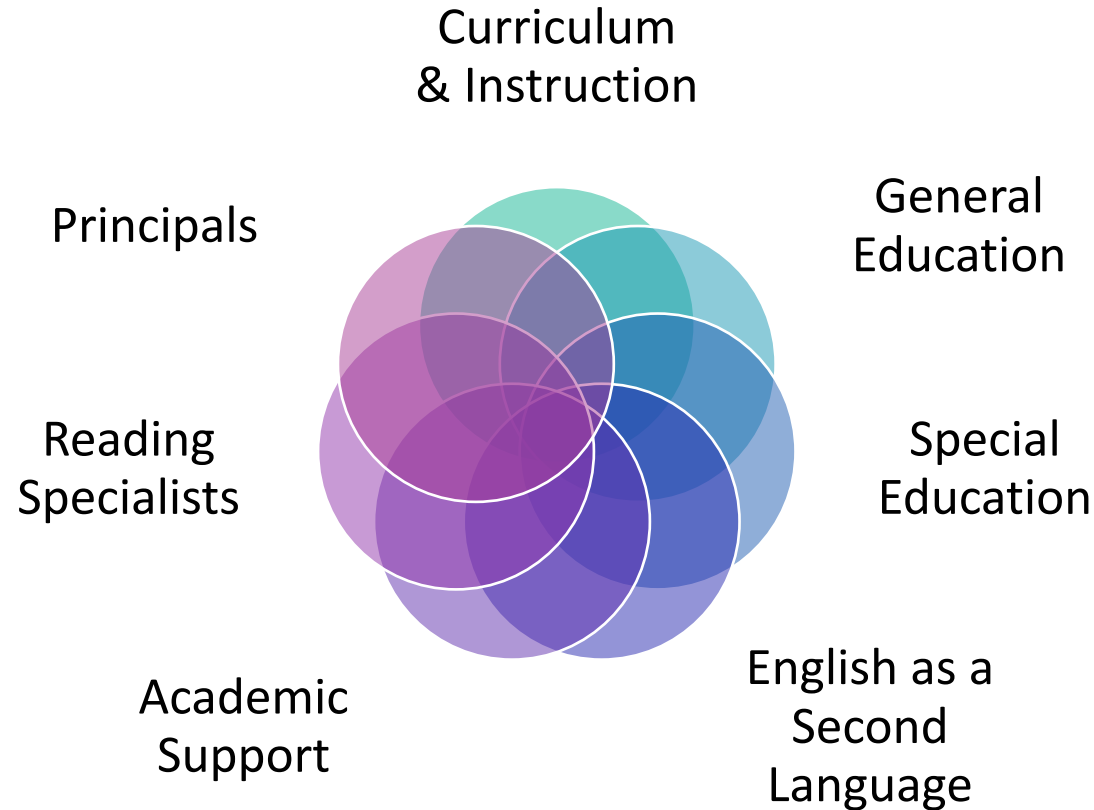 Curriculum
& Instruction
General
Education
Special
Education
English as a
Second
Language
Academic
Support
Reading
Specialists
Principals